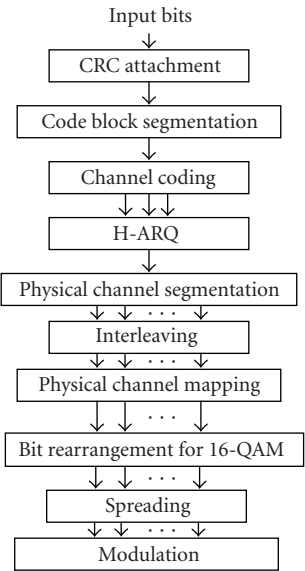 Input bits
CRC attachment
Code block segmentation
Channel coding
H-ARQ
Physical channel segmentation
· · ·
Interleaving
· · ·
Physical channel mapping
· · ·
Bit rearrangement for 16-QAM
· · ·
Spreading
· · ·
Modulation